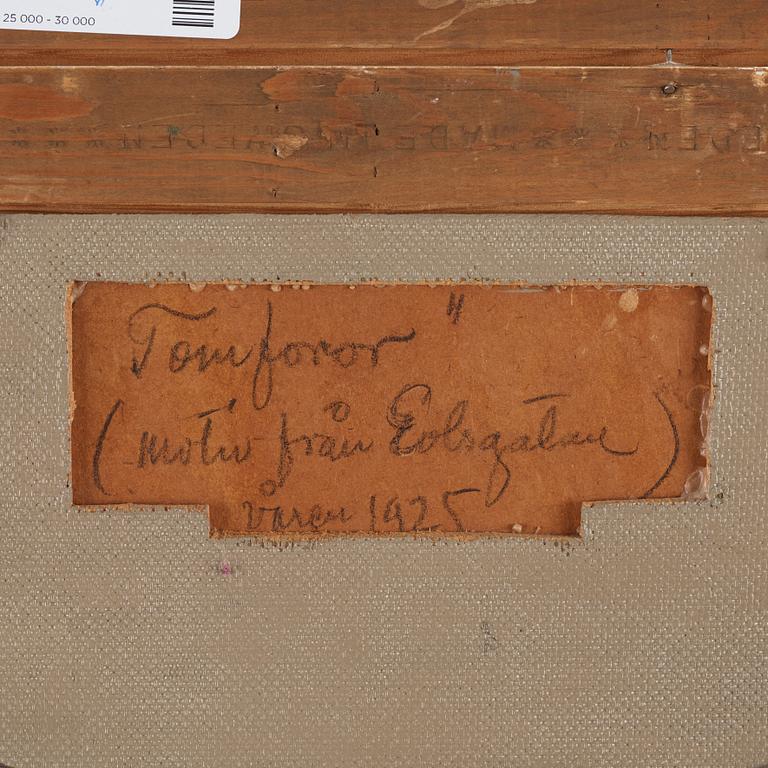 25 000 - 30 000
Tomforor"
(motiv från Eolsgatan)
våren 1925